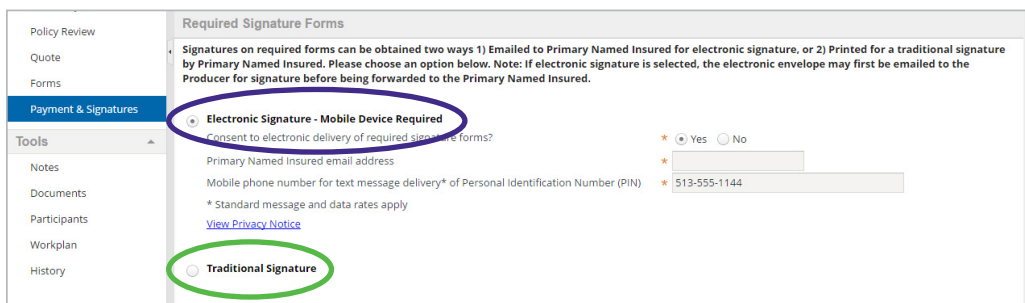 Policy Review
Quote
Forms
Payment & Signatures
Tools
Notes
Documents
Participants
Workplan
History
Required Signature Forms
Signatures on required forms can be obtained two ways 1) Emailed to Primary Named Insured for electronic signature, or 2) Printed for a traditional signature
by Primary Named Insured. Please choose an option below. Note: If electronic signature is selected, the electronic envelope may first be emailed to the
Producer for signature before being forwarded to the Primary Named Insured.
Electronic Signature - Mobile Device Required
Consent to electronic delivery of required signature forms? * Yes No
Primary Named Insured email address *
Mobile phone number for text message delivery* of Personal Identification Number (PIN) * 513-555-1144
* Standard message and data rates apply
View Privacy Notice
Traditional Signature